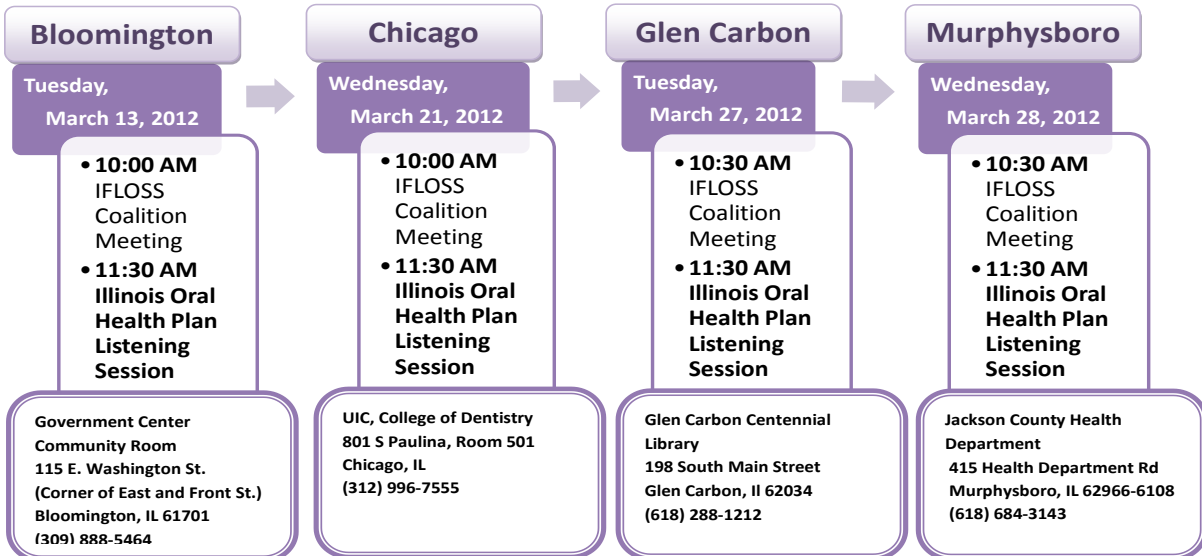 Bloomington
Tuesday,
March 13, 2012
• 10:00 AM
IFLOSS
Coalition
Meeting
• 11:30 AM
Illinois Oral
Health Plan
Listening
Session
Government Center
Community Room
115 E. Washington St.
(Corner of East and Front St.)
Bloomington, IL 61701
(309) 888-5464
Chicago
Wednesday,
March 21, 2012
• 10:00 AM
IFLOSS
Coalition
Meeting
• 11:30 AM
Illinois Oral
Health Plan
Listening
Session
UIC, College of Dentistry
801 S Paulina, Room 501
Chicago, IL
(312) 996-7555
Glen Carbon
Tuesday,
March 27, 2012
• 10:30 AM
IFLOSS
Coalition
Meeting
• 11:30 AM
Illinois Oral
Health Plan
Listening
Session
Glen Carbon Centennial
Library
198 South Main Street
Glen Carbon, Il 62034
(618) 288-1212
Murphysboro
Wednesday,
March 28, 2012
• 10:30 AM
IFLOSS
Coalition
Meeting
• 11:30 AM
Illinois Oral
Health Plan
Listening
Session
Jackson County Health
Department
415 Health Department Rd
Murphysboro, IL 62966-6108
(618) 684-3143